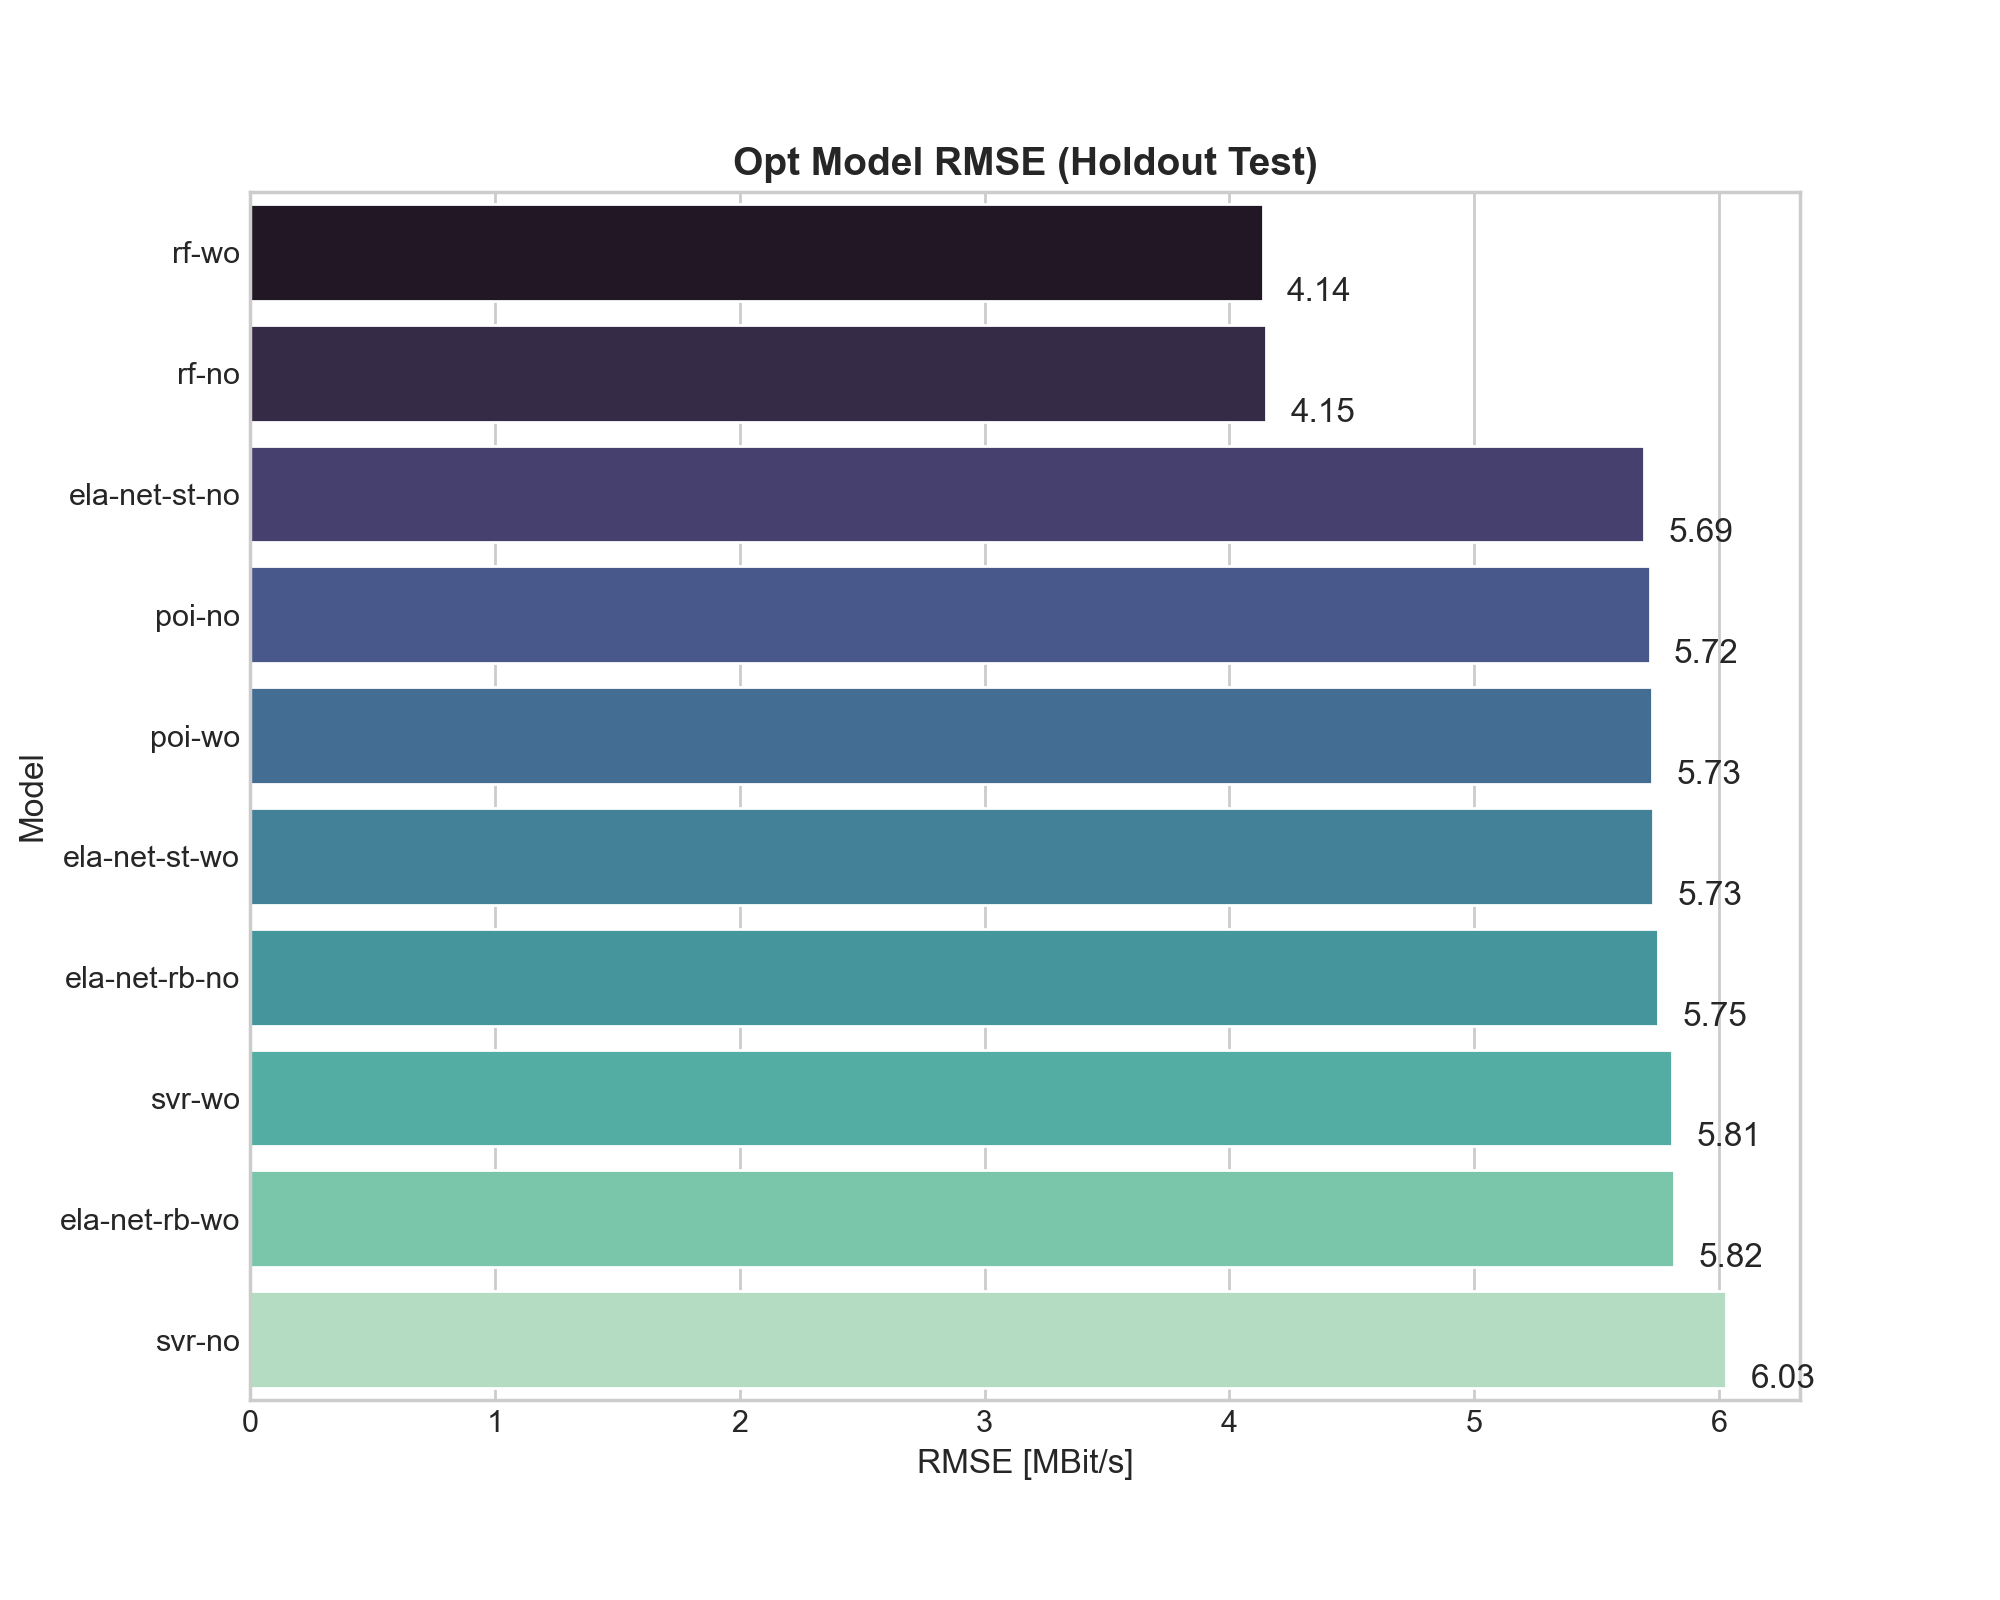 Opt Model RMSE (Holdout Test)
rf-wo
4.14
rf-no
4.15
ela-net-st-no
5.69
poi-no
5.72
poi-wo
5.73
ela-net-st-wo
5.73
ela-net-rb-no
5.75
svr-wo
5.81
ela-net-rb-wo
5.82
svr-no
6.03
Model
0 1 2 3 4 5 6
RMSE [MBit/s]